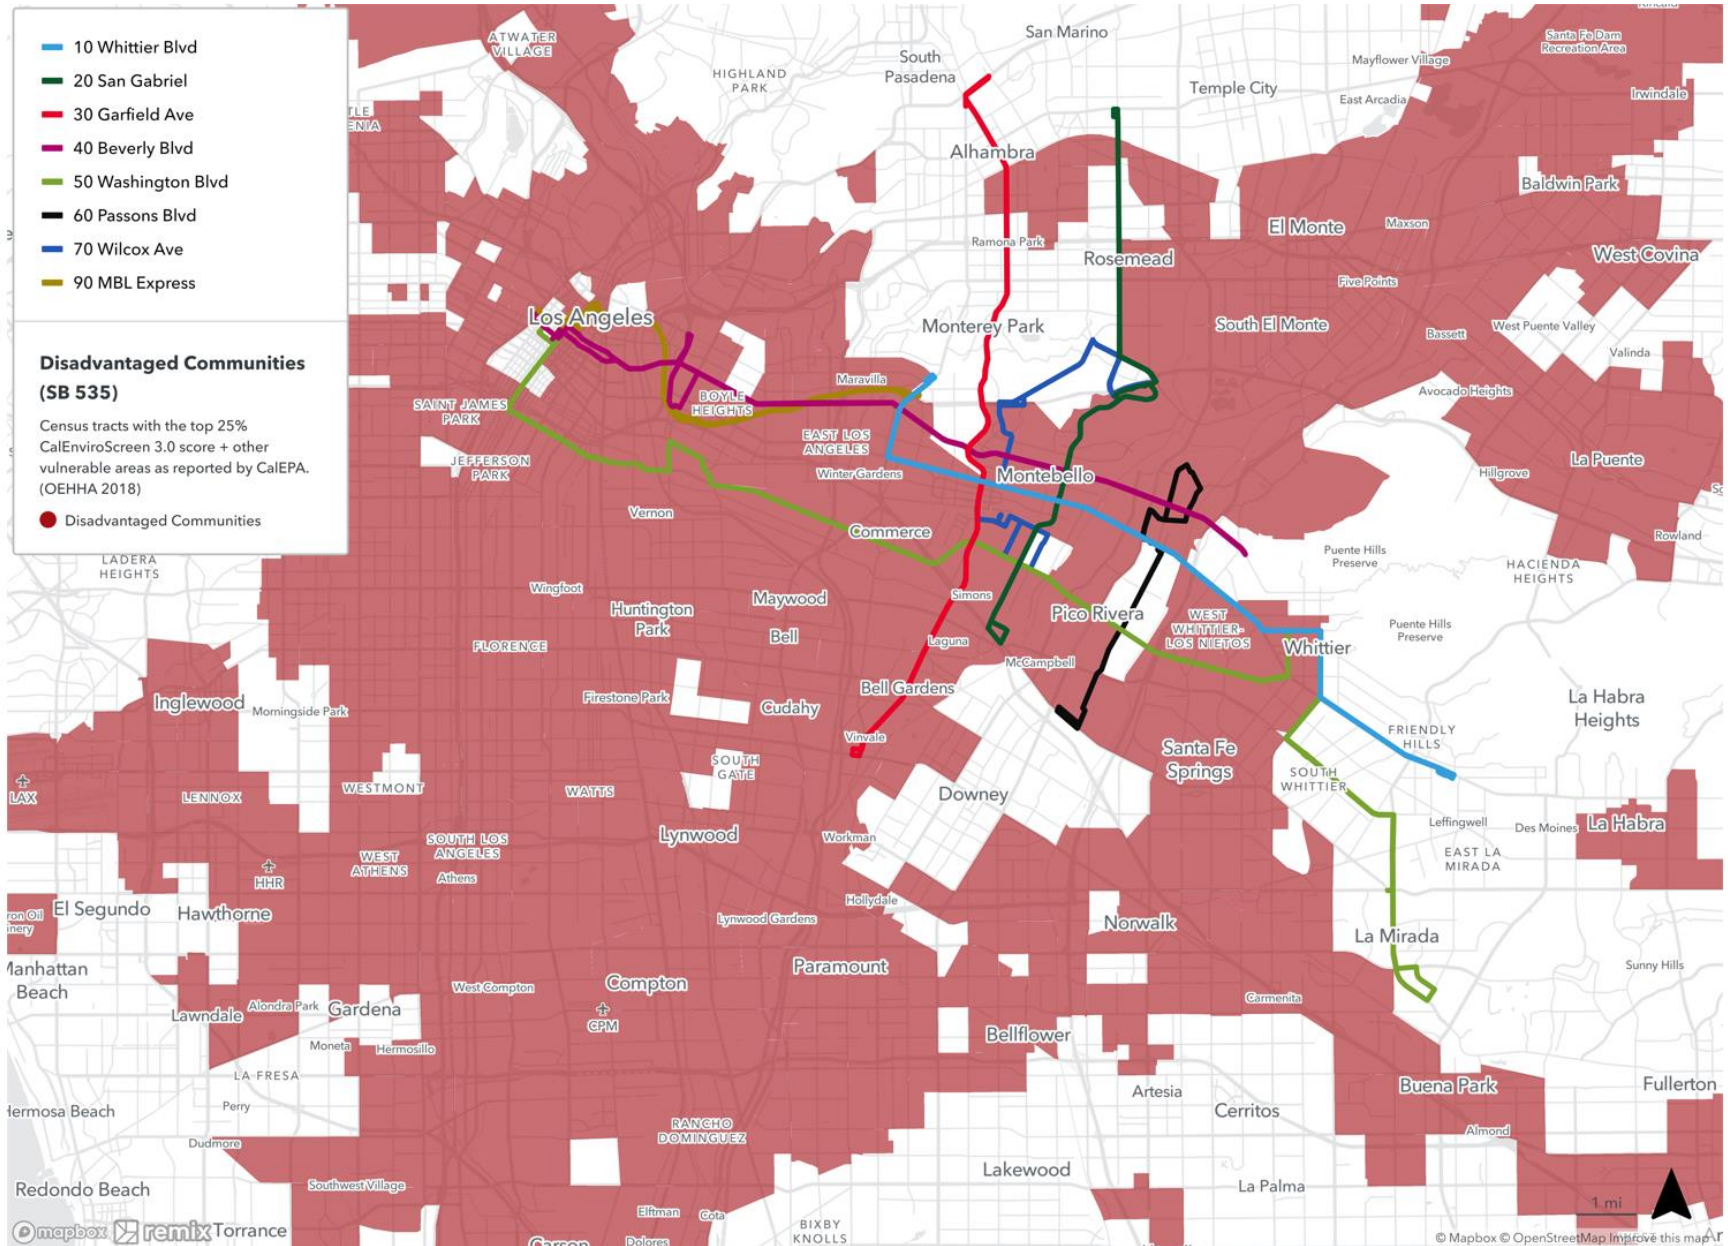 10 Whittier Blvd
20 San Gabriel
30 Garfield Ave
40 Beverly Blvd
50 Washington Blvd
60 Passons Blvd
70 Wilcox Ave
90 MBL Express
Disadvantaged Communities
(SB 535)
Census tracts with the top 25%
CalEnviroScreen 3.0 score + other
vulnerable areas as reported by CalEPA.
(OEHHA 2018)
Disadvantaged Communities
ATWATER
VILLAGE
HIGHLAND
PARK
South
Pasadena
San Marino
Temple City
Mayflower Village
Santa Fe Dam
Recreation Area
East Arcadia
Irwindale
Alhambra
Baldwin Park
Ramona Park
Rosemead
El Monte
Maxson
West Covina
Five Points
Los Angeles
Monterey Park
South El Monte
Bassett
West Puente Valley
Valinda
Maravilla
Avocado Heights
SAINT JAMES
PARK
BOYLE
HEIGHTS
EAST LOS
ANGELES
JEFFERSON
PARK
Winter Gardens
Montebello
Hillgrove
La Puente
Vernon
Commerce
Rowland
LADERA
HEIGHTS
Puente Hills
Preserve
HACIENDA
HEIGHTS
Wingfoot
Huntington
Park
Maywood
Simons
Pico Rivera
WEST
WHITTIER-
LOS NIETOS
Puente Hills
Preserve
FLORENCE
Bell
Laguna
McCampbell
Whittier
Inglewood
Morningside Park
Firestone Park
Cudahy
Bell Gardens
La Habra
Heights
Vinvale
FRIENDLY
HILLS
LAX
LENNOX
WESTMONT
WATTS
SOUTH
GATE
Downey
Santa Fe
Springs
SOUTH
WHITTIER
Lynwood
Workman
Leffingwell
Des Moines
La Habra
SOUTH LOS
ANGELES
WEST
ATHENS
Athens
EAST LA
MIRADA
HHR
El Segundo
Hawthorne
Hollydale
Lynwood Gardens
Norwalk
La Mirada
Manhattan
Beach
Paramount
Sunny Hills
West Compton
Compton
Carmenita
Lawndale
Alondra Park
Gardena
CPM
Bellflower
Moneta
Hermosillo
LA FRESA
Artesia
Buena Park
Fullerton
Perry
Cerritos
Almond
Dudmore
RANCHO
DOMINGUEZ
Lakewood
La Palma
Redondo Beach
Southwest Village
1 mi
Elftman
Cota
BIXBY
KNOLLS
mapbox
remix
Torrance
Carson
Dolores
© Mapbox © OpenStreetMap Improve this map